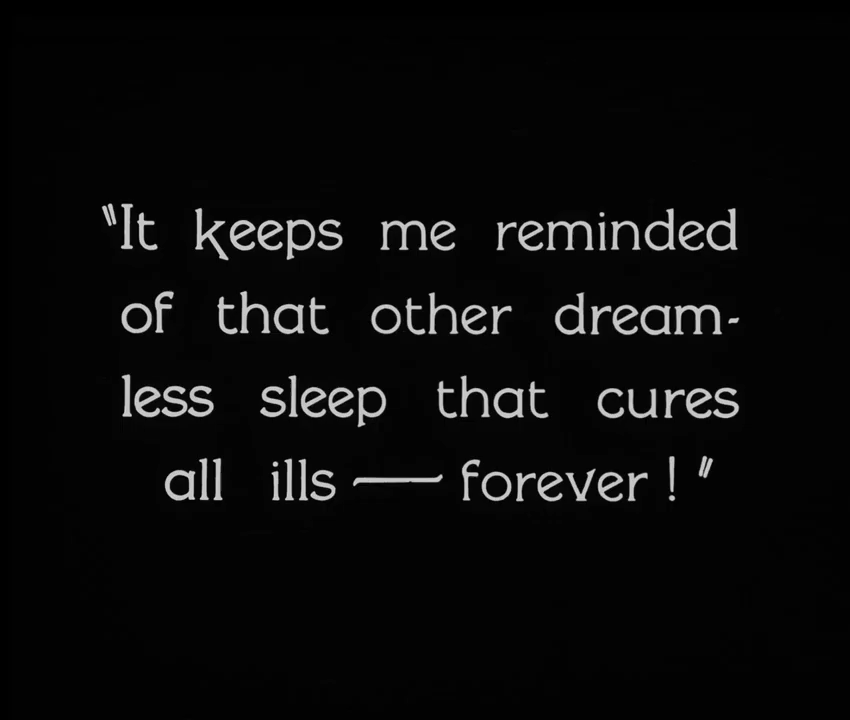 "It keeps me reminded
of that other dream-
less sleep that cures
all ills — forever! "